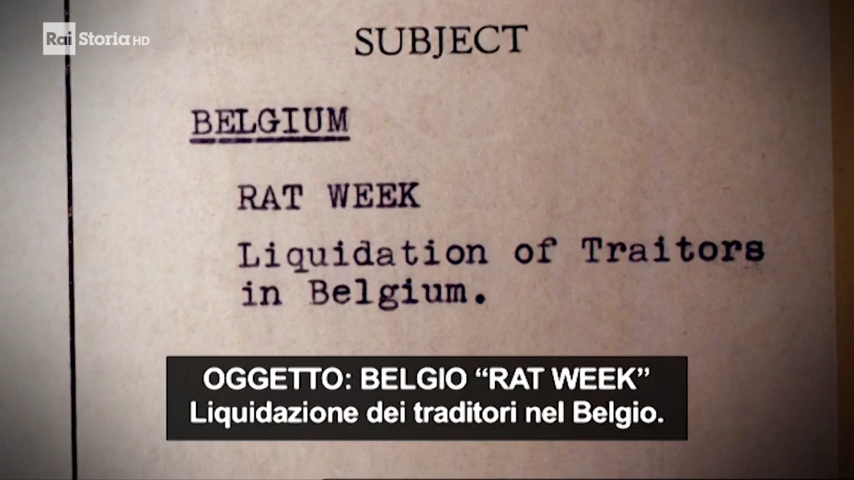 Rai Storia HD
SUBJECT
BELGIUM
RAT WEEK
Liquidation of Traitors
in Belgium.
OGGETTO: BELGIO “RAT WEEK”
Liquidazione dei traditori nel Belgio.